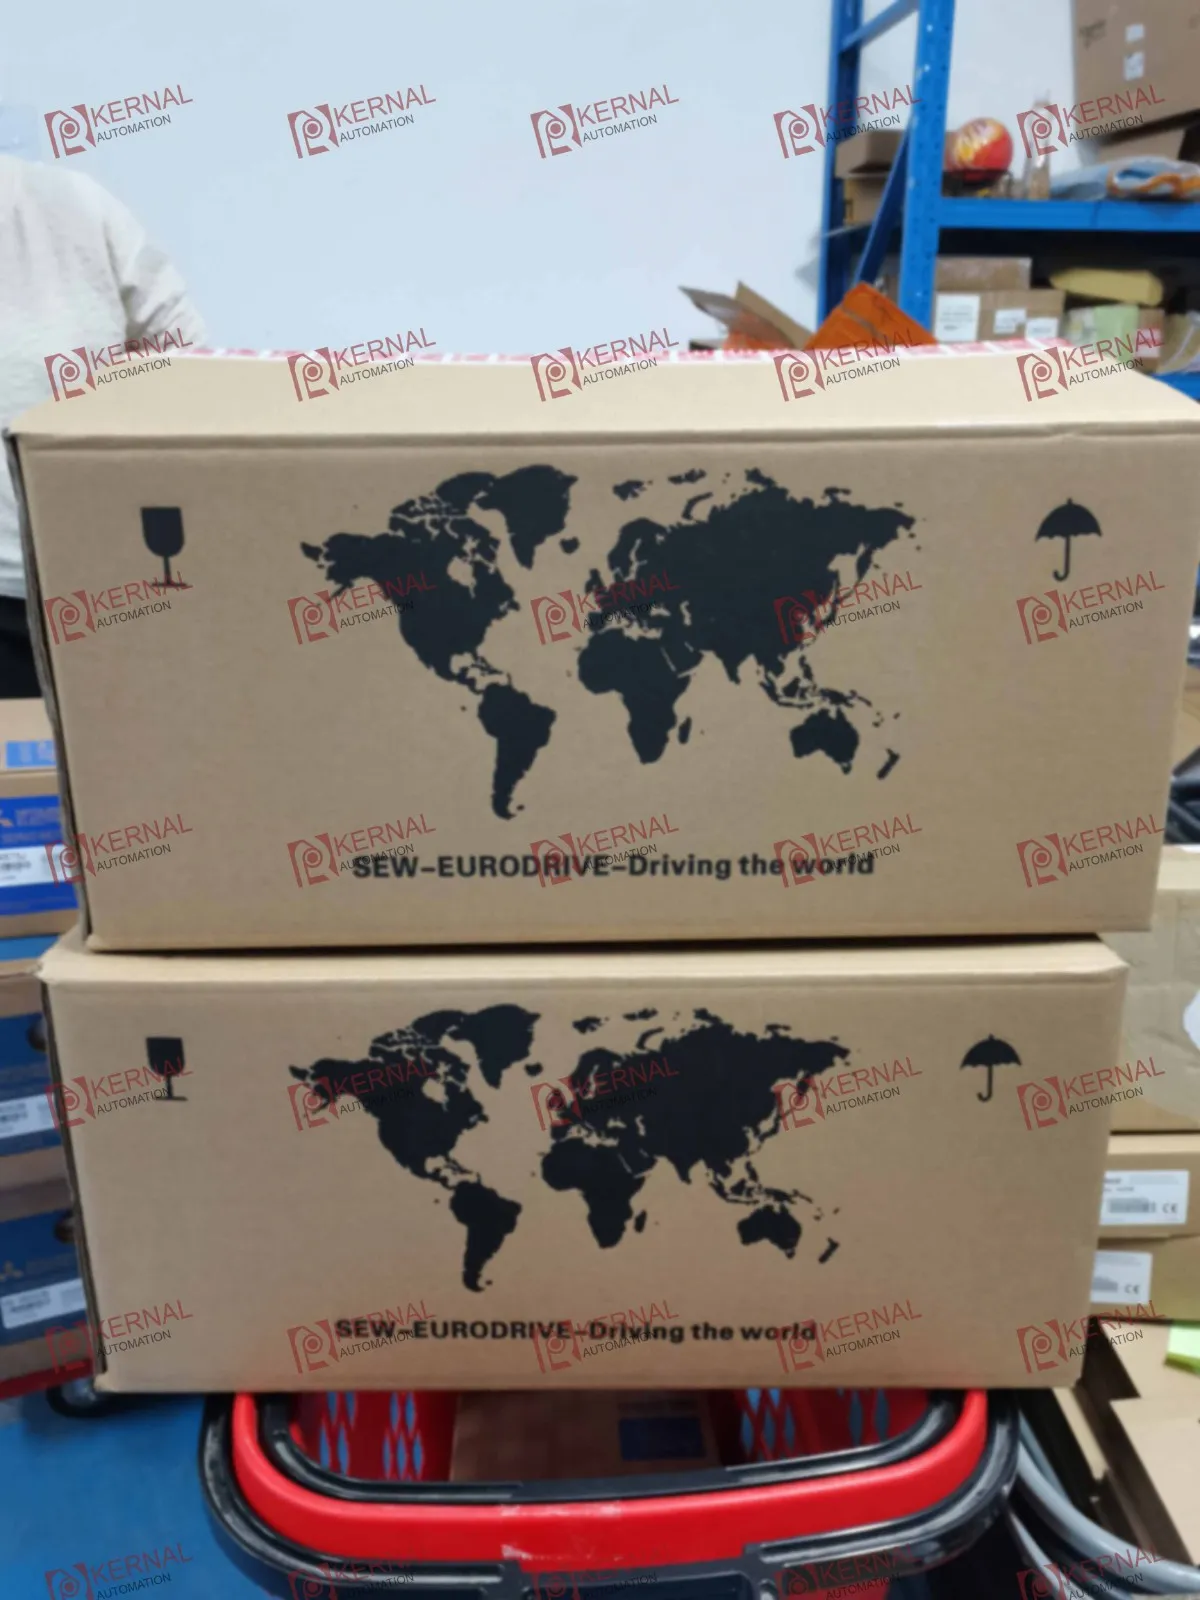 KERNAL
AUTOMATION
SEW-EURODRIVE-Driving the world
SEW-EURODRIVE-Driving the world